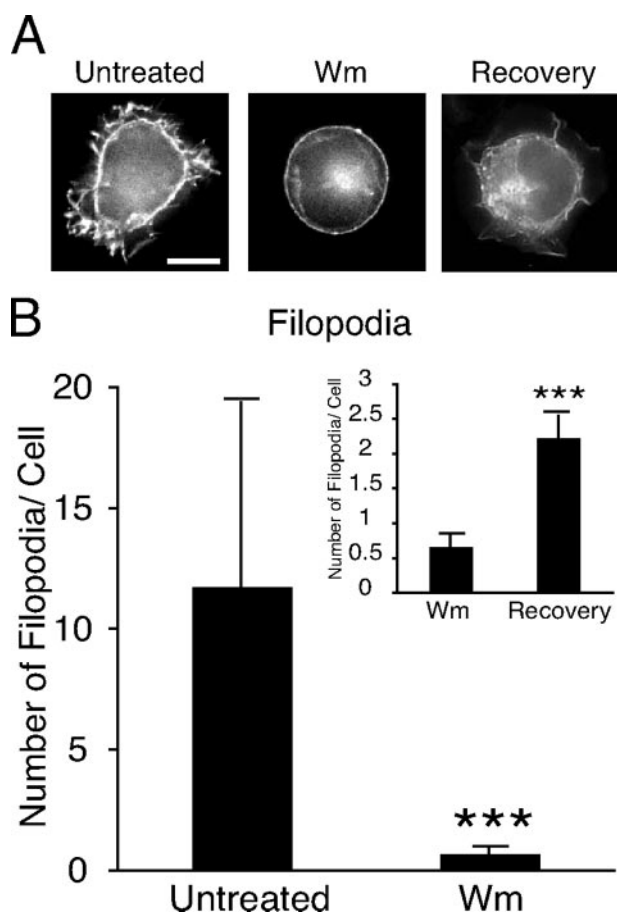 A
Untreated
Wm
Recovery
B
Filopodia
Number of Filopodia/ Cell
20
15
10
5
0
Untreated
***
Wm
Number of Filopodia/ Cell
3
2.5
2
1.5
1
0.5
0
***
Wm
Recovery